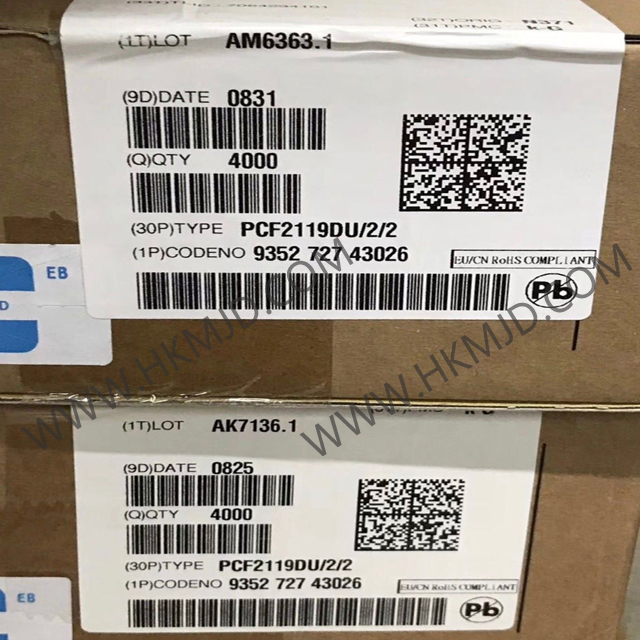 (1T)LOT AM6363.1
(9D)DATE 0831
(Q)QTY 4000
(30P)TYPE PCF2119DU/2/2
(1P)CODENO 9352 727 43026
EU/CN RoHS COMPLIANT
Pb
EB
WWW.HKMJD.COM
WWW.HKMJD.COM
(1T)LOT AK7136.1
(9D)DATE 0825
(Q)QTY 4000
(30P)TYPE PCF2119DU/2/2
(1P)CODENO 9352 727 43026
EU/CN RoHS COMPLIANT
Pb
EB